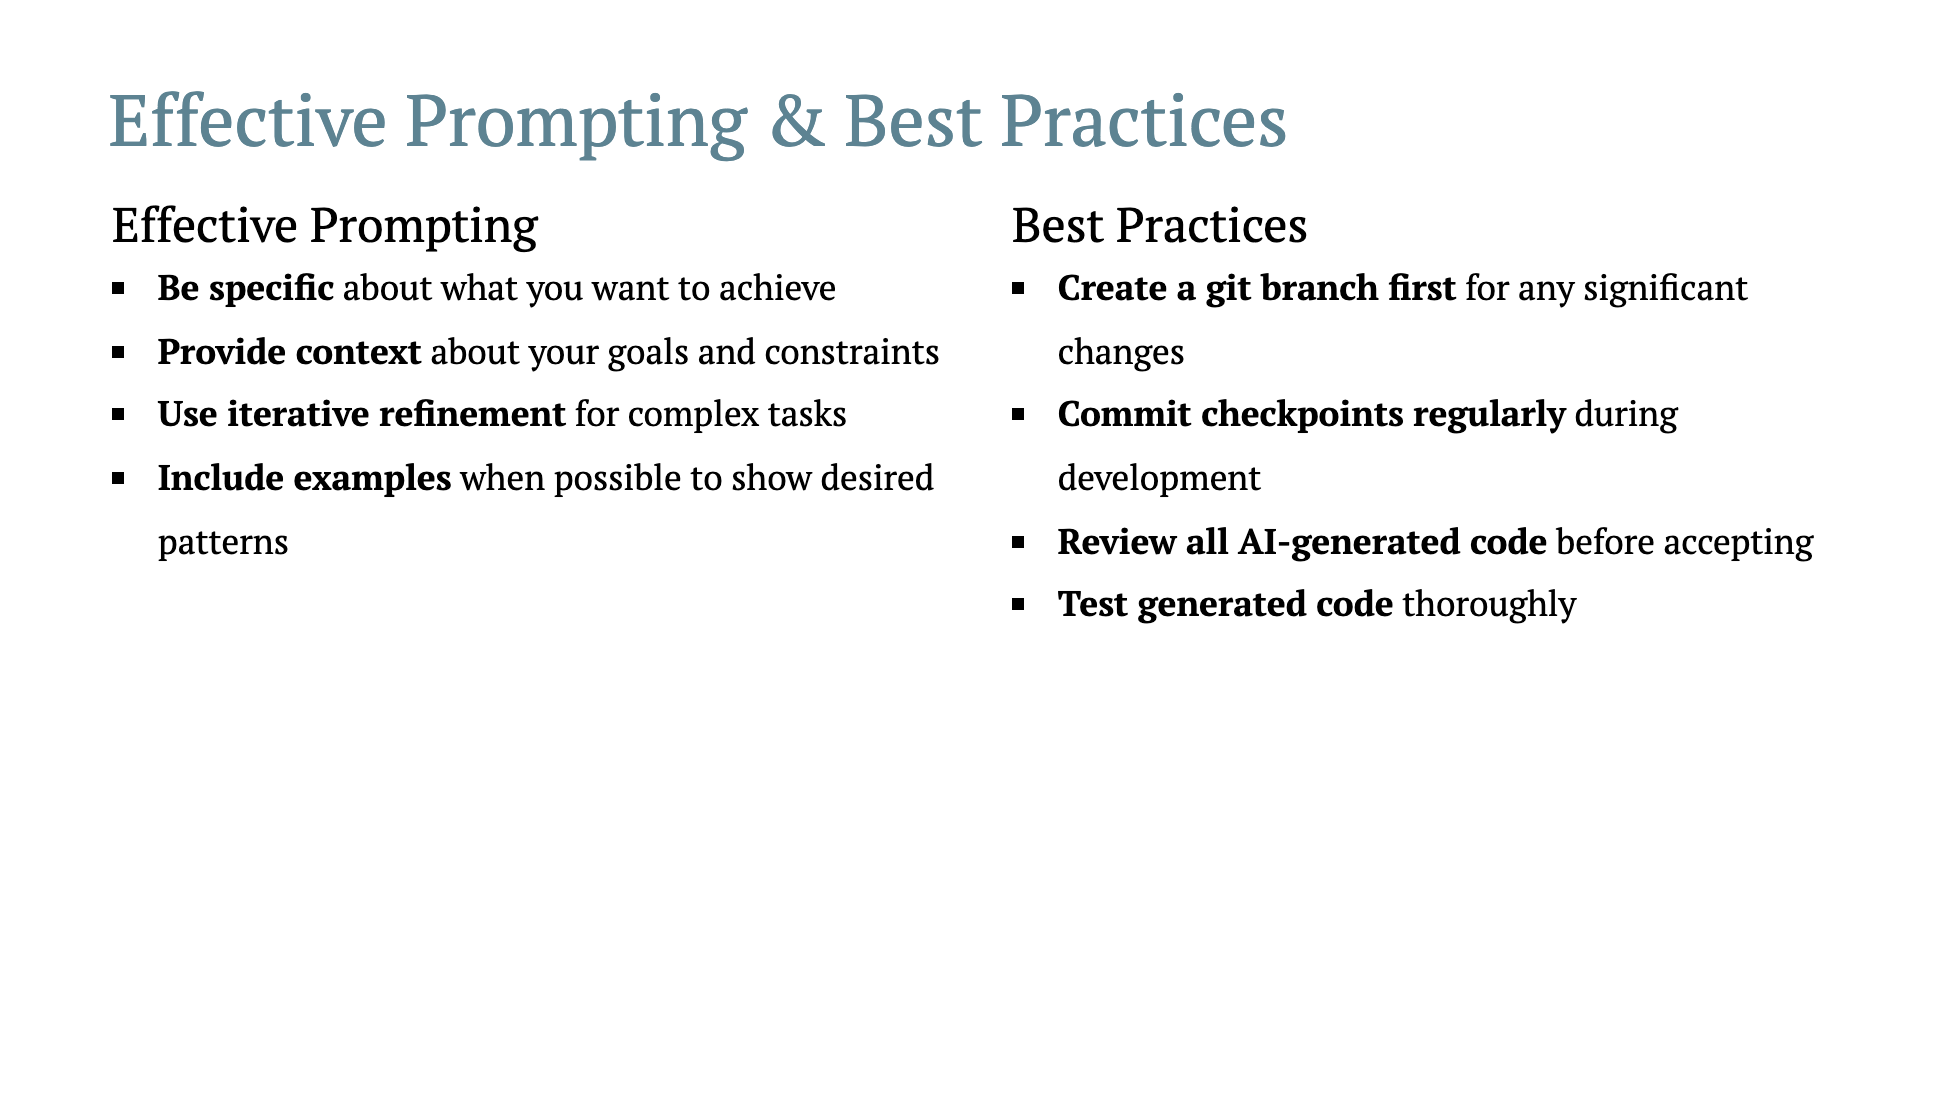 Effective Prompting & Best Practices
Effective Prompting
▪ Be specific about what you want to achieve
▪ Provide context about your goals and constraints
▪ Use iterative refinement for complex tasks
▪ Include examples when possible to show desired
patterns
Best Practices
▪ Create a git branch first for any significant
changes
▪ Commit checkpoints regularly during
development
▪ Review all AI-generated code before accepting
▪ Test generated code thoroughly